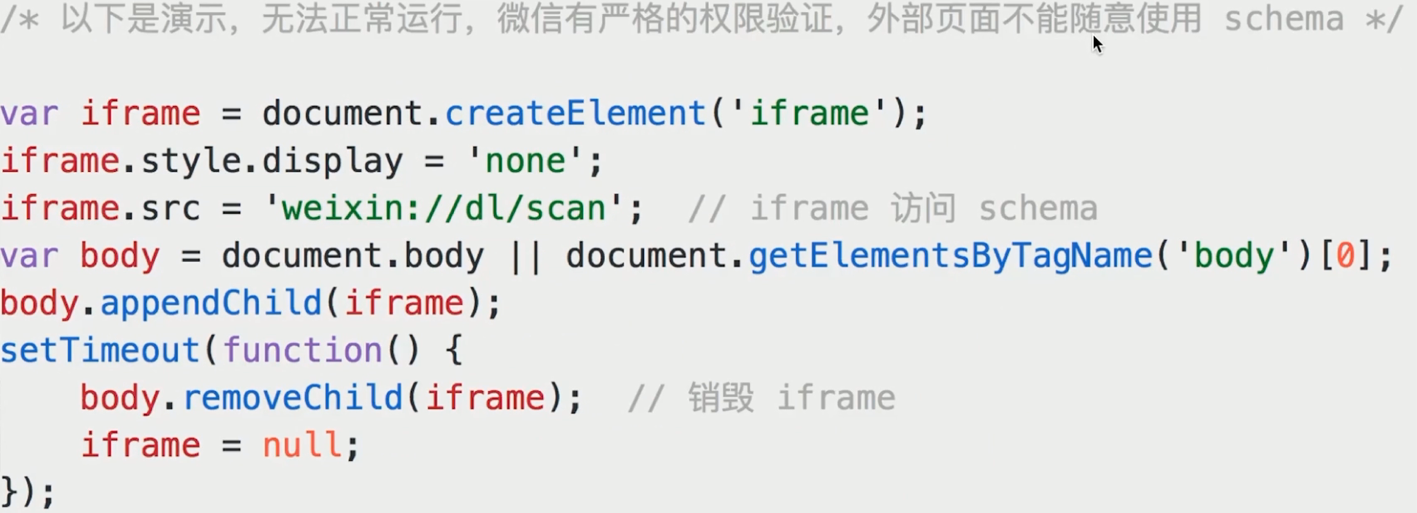 /* 以下是演示，无法正常运行，微信有严格的权限验证，外部页面不能随意使用 schema */
var iframe = document.createElement('iframe');
iframe.style.display = 'none';
iframe.src = 'weixin://dl/scan';  // iframe 访问 schema
var body = document.body || document.getElementsByTagName('body')[0];
body.appendChild(iframe);
setTimeout(function() {
    body.removeChild(iframe);  // 销毁 iframe
    iframe = null;
});